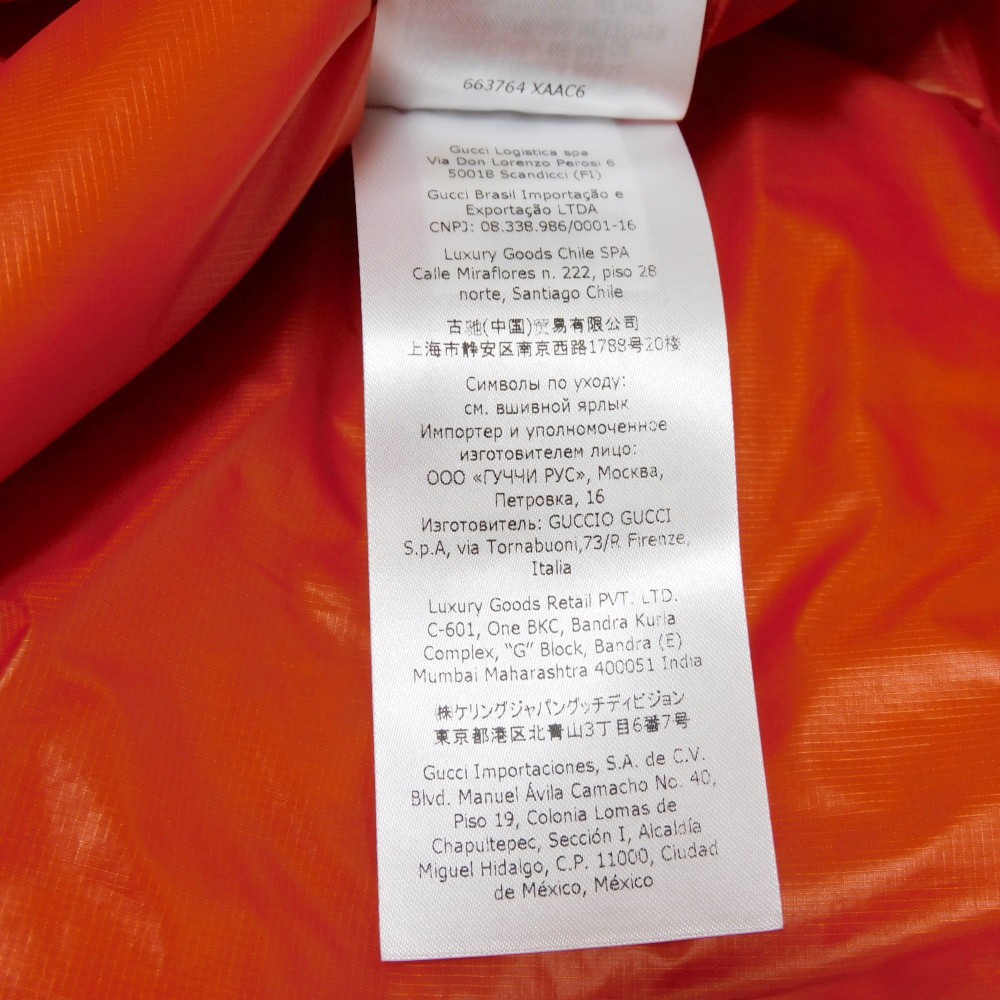 663764 XAAC6
Gucci Logistica spa
Via Don Lorenzo Perosi 6
50018 Scandicci (FI)
Gucci Brasil Importação e
Exportação LTDA
CNPJ: 08.338.986/0001-16
Luxury Goods Chile SPA
Calle Miraflores n. 222, piso 28
norte, Santiago Chile
古驰(中国)贸易有限公司
上海市静安区南京西路1788号20楼
Символы по уходу:
см. вшивной ярлык
Импортер и уполномоченное
изготовителем лицо:
ООО «ГУЧЧИ РУС», Москва,
Петровка, 16
Изготовитель: GUCCIO GUCCI
S.p.A, via Tornabuoni,73/R Firenze,
Italia
Luxury Goods Retail PVT. LTD.
C-601, One BKC, Bandra Kurla
Complex, “G” Block, Bandra (E)
Mumbai Maharashtra 400051 India
㈱ケリングジャパングッチディビジョン
東京都港区北青山3丁目6番7号
Gucci Importaciones, S.A. de C.V.
Blvd. Manuel Ávila Camacho No. 40,
Piso 19, Colonia Lomas de
Chapultepec, Sección I, Alcaldía
Miguel Hidalgo, C.P. 11000, Ciudad
de México, México